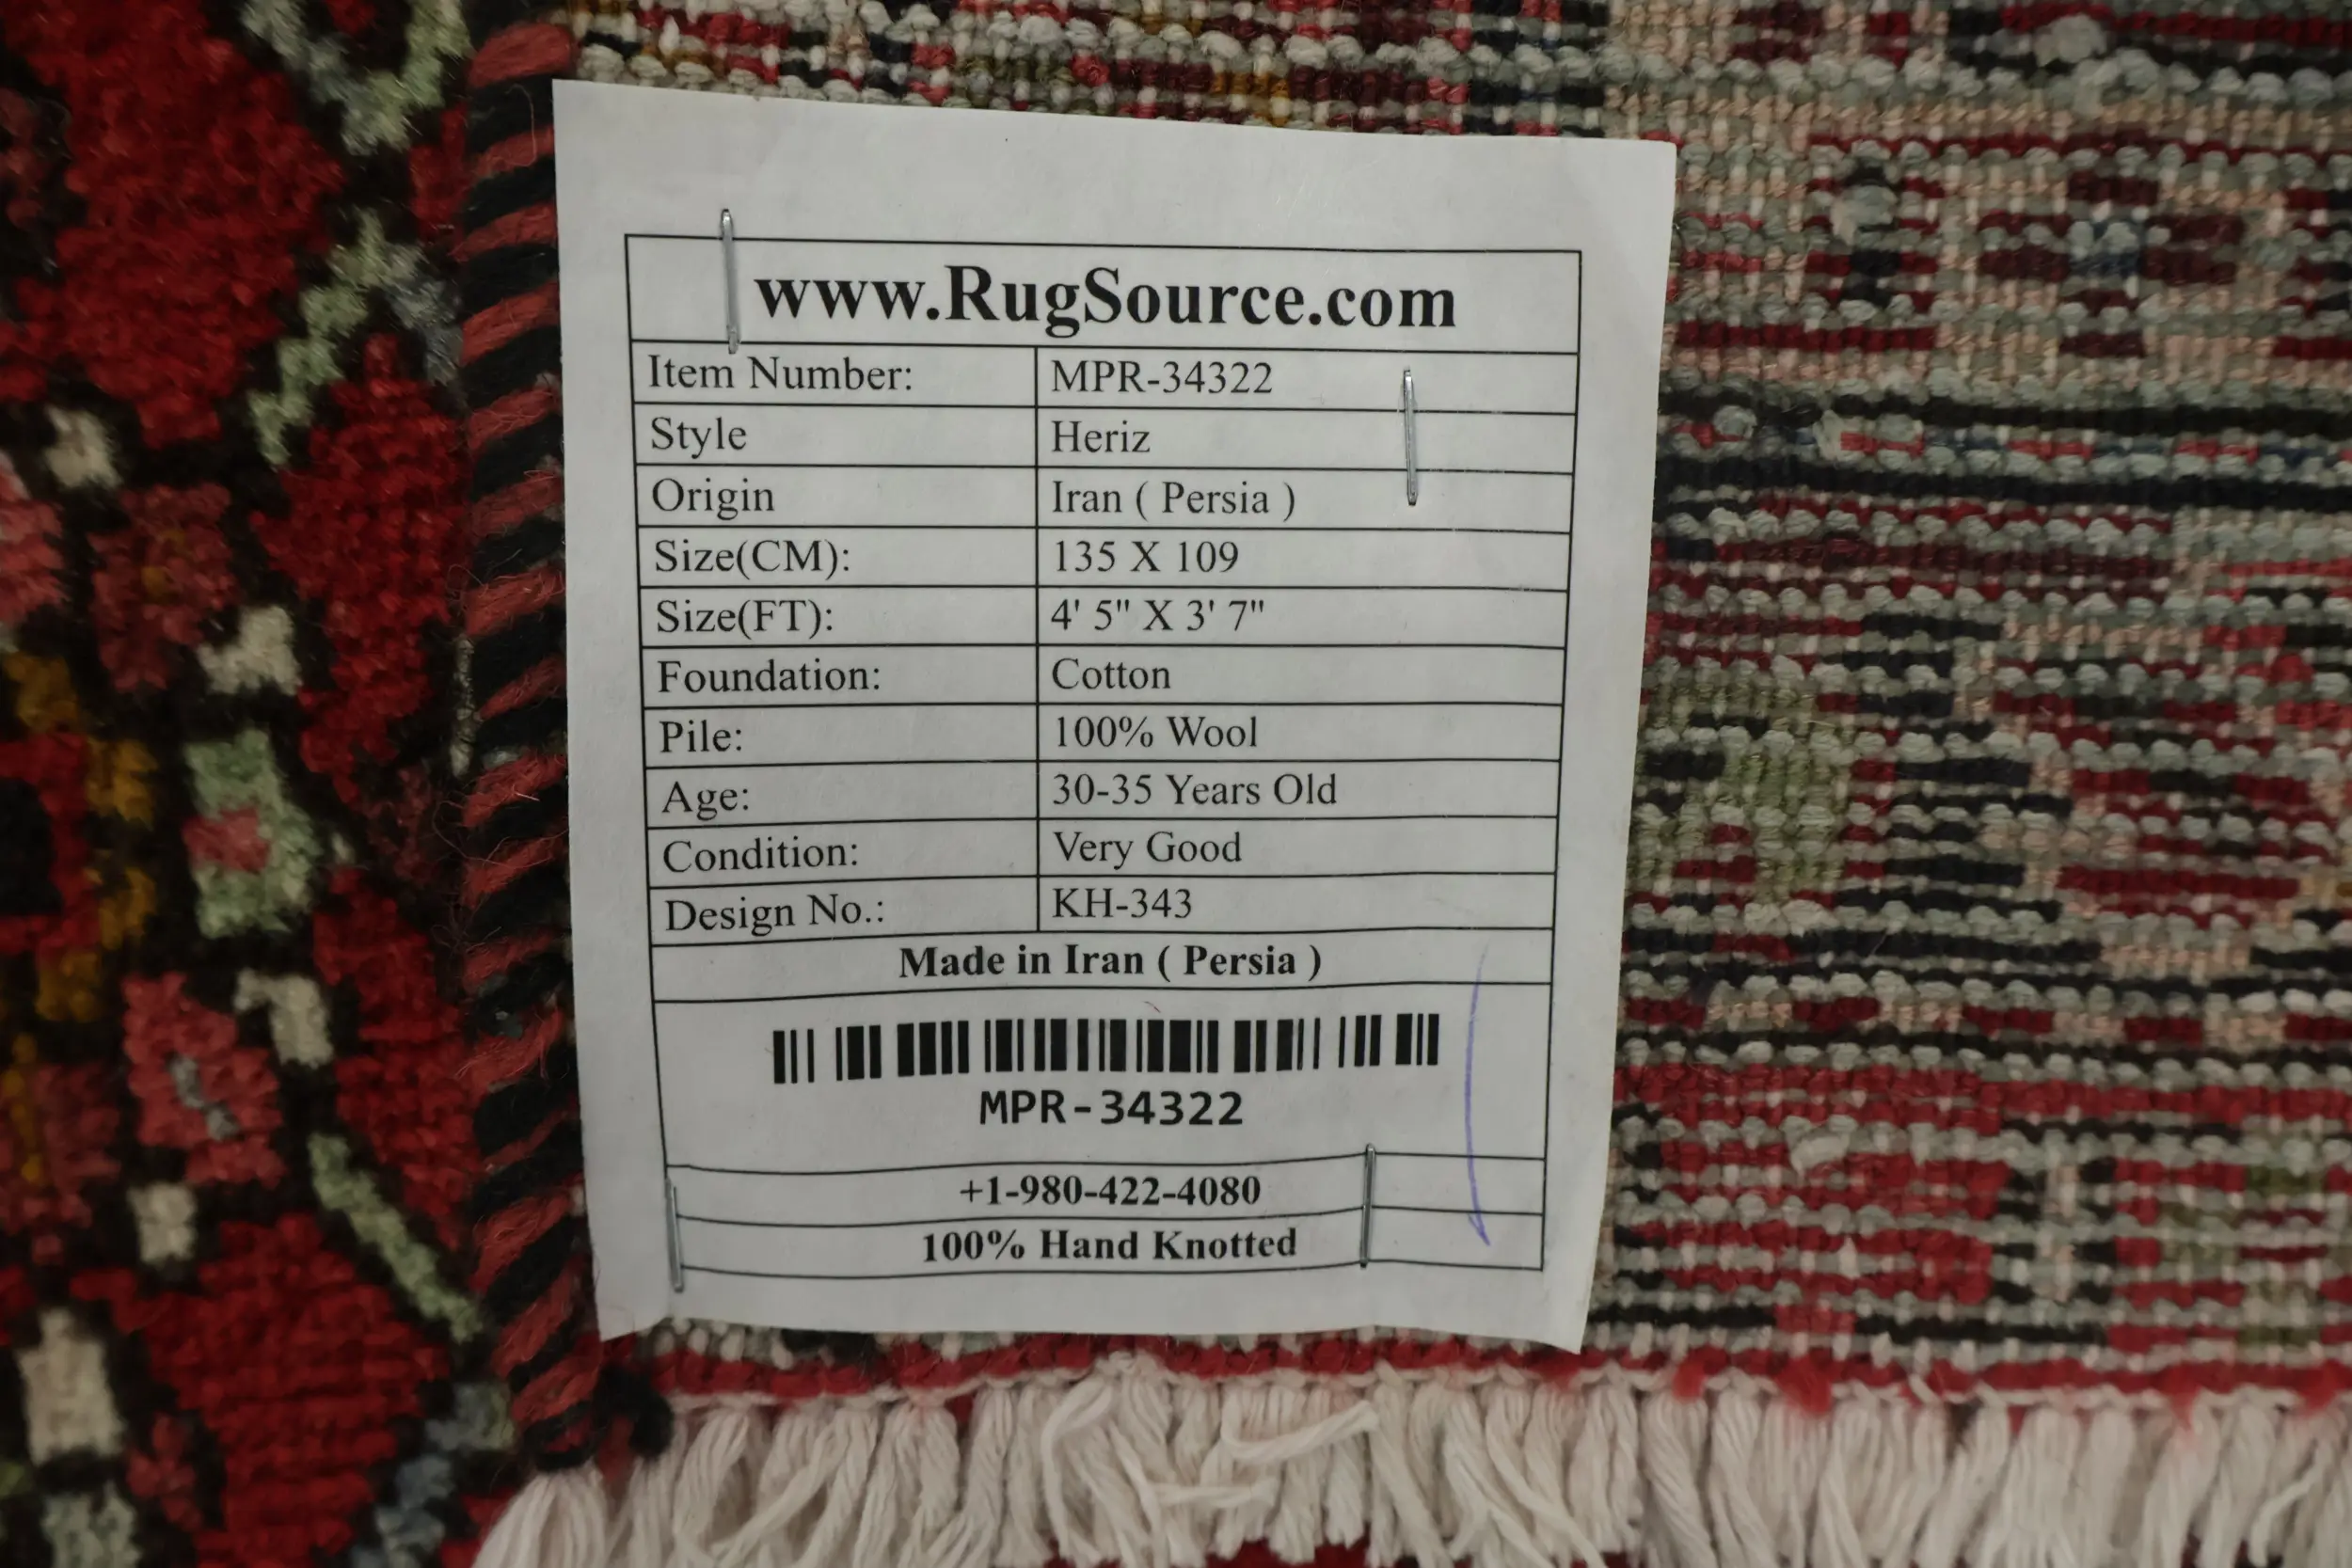 www.RugSource.com
Item Number: MPR-34322
Style Heriz
Origin Iran ( Persia )
Size(CM): 135 X 109
Size(FT): 4' 5" X 3' 7"
Foundation: Cotton
Pile: 100% Wool
Age: 30-35 Years Old
Condition: Very Good
Design No.: KH-343
Made in Iran ( Persia )
MPR-34322
+1-980-422-4080
100% Hand Knotted